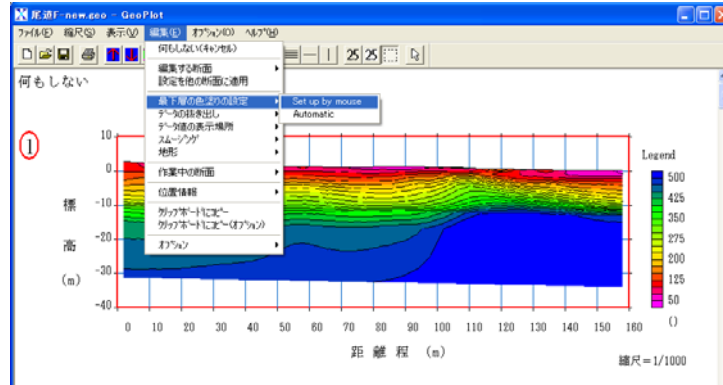 尾道F-new.geo - GeoPlot
ファイル(F) 縮尺(S) 表示(V) 編集(E) オプション(O) ヘルプ(H)
25 25
何もしない
何もしない(キャンセル)
編集する断面
設定を他の断面に適用
最下層の色塗りの設定
Set up by mouse
データの抜き出し
Automatic
データ値の表示場所
スムージング
地形
作業中の断面
位置情報
クリップボードにコピー
クリップボードにコピー(オプション)
オプション
1
標高(m)
10
0
-10
-20
-30
-40
0 10 20 30 40 50 60 70 80 90 100 110 120 130 140 150 160
距離程 (m)
Legend
500
425
350
275
200
125
50
()
縮尺=1/1000